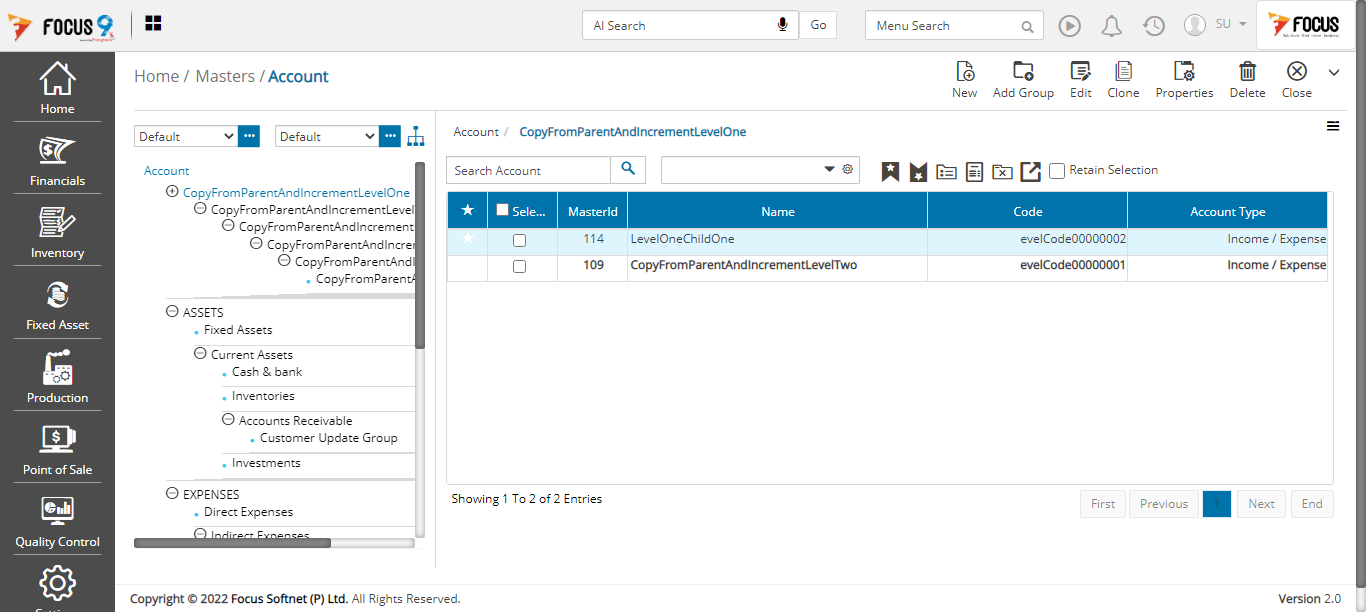 FOCUS 9
AI Search
Go
Menu Search
SU
FOCUS
Home
Financials
Inventory
Fixed Asset
Production
Point of Sale
Quality Control
Home / Masters / Account
New
Add Group
Edit
Clone
Properties
Delete
Close
Default
Default
Account
CopyFromParentAndIncrementLevelOne
CopyFromParentAndIncrementLevel
CopyFromParentAndIncrement
CopyFromParentAndIncrer
CopyFromParentAndI
CopyFromParentA
ASSETS
Fixed Assets
Current Assets
Cash & bank
Inventories
Accounts Receivable
Customer Update Group
Investments
EXPENSES
Direct Expenses
Indirect Expenses
Account / CopyFromParentAndIncrementLevelOne
Search Account
Retain Selection
Sele... MasterId Name Code Account Type
114 LevelOneChildOne evelCode00000002 Income / Expense
109 CopyFromParentAndIncrementLevelTwo evelCode00000001 Income / Expense
Showing 1 To 2 of 2 Entries
First Previous 1 Next End
Copyright © 2022 Focus Softnet (P) Ltd. All Rights Reserved.
Version 2.0